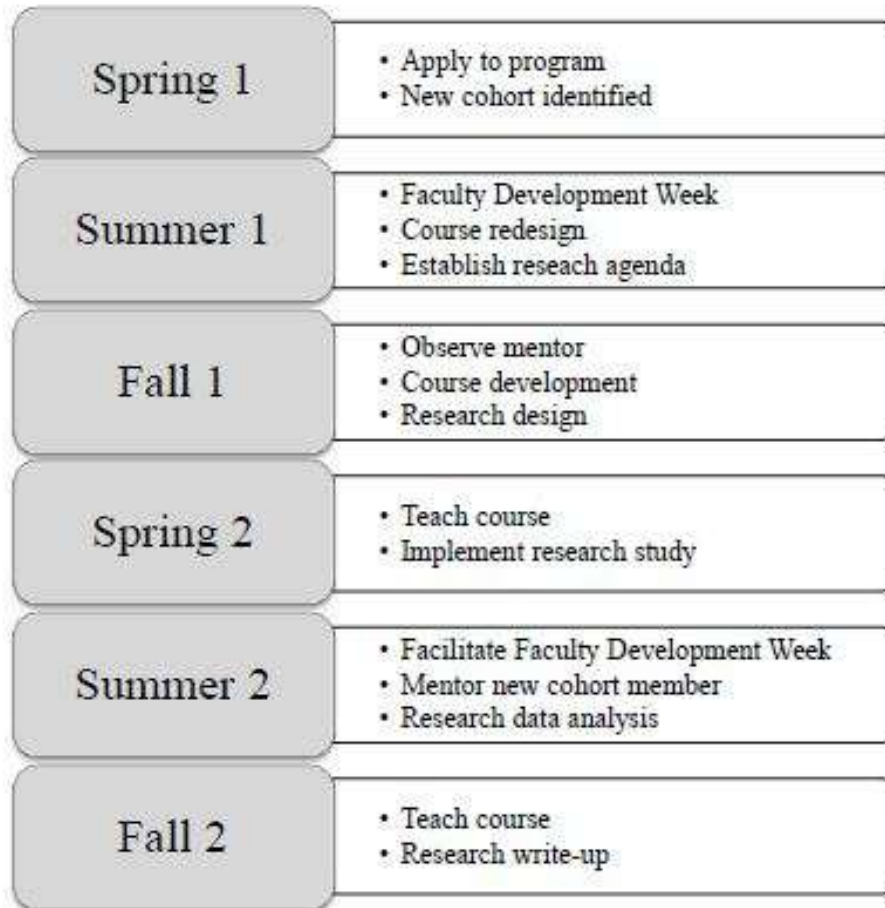 Spring 1
• Apply to program
• New cohort identified
Summer 1
• Faculty Development Week
• Course redesign
• Establish reseach agenda
Fall 1
• Observe mentor
• Course development
• Research design
Spring 2
• Teach course
• Implement research study
Summer 2
• Facilitate Faculty Development Week
• Mentor new cohort member
• Research data analysis
Fall 2
• Teach course
• Research write-up